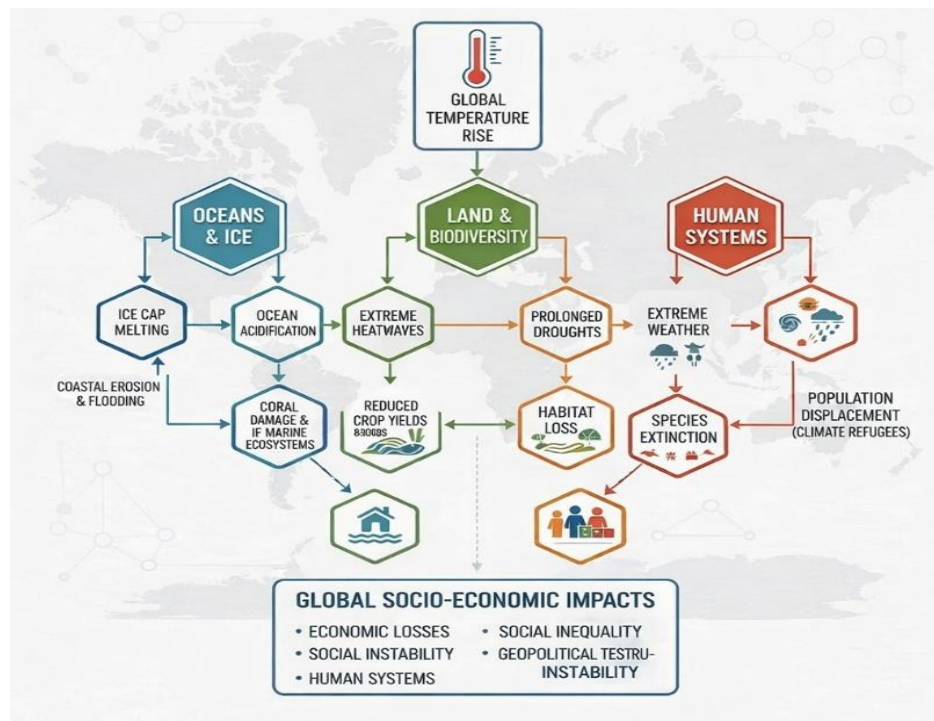 GLOBAL
TEMPERATURE
RISE
OCEANS
& ICE
LAND &
BIODIVERSITY
HUMAN
SYSTEMS
ICE CAP
MELTING
OCEAN
ACIDIFICATION
EXTREME
HEATWAVES
PROLONGED
DROUGHTS
EXTREME
WEATHER
COASTAL EROSION
& FLOODING
CORAL
DAMAGE &
IF MARINE
ECOSYSTEMS
REDUCED
CROP YIELDS
HABITAT
LOSS
SPECIES
EXTINCTION
POPULATION
DISPLACEMENT
(CLIMATE REFUGEES)
GLOBAL SOCIO-ECONOMIC IMPACTS
• ECONOMIC LOSSES
• SOCIAL INSTABILITY
• HUMAN SYSTEMS
• SOCIAL INEQUALITY
• GEOPOLITICAL TESTRU-
INSTABILITY